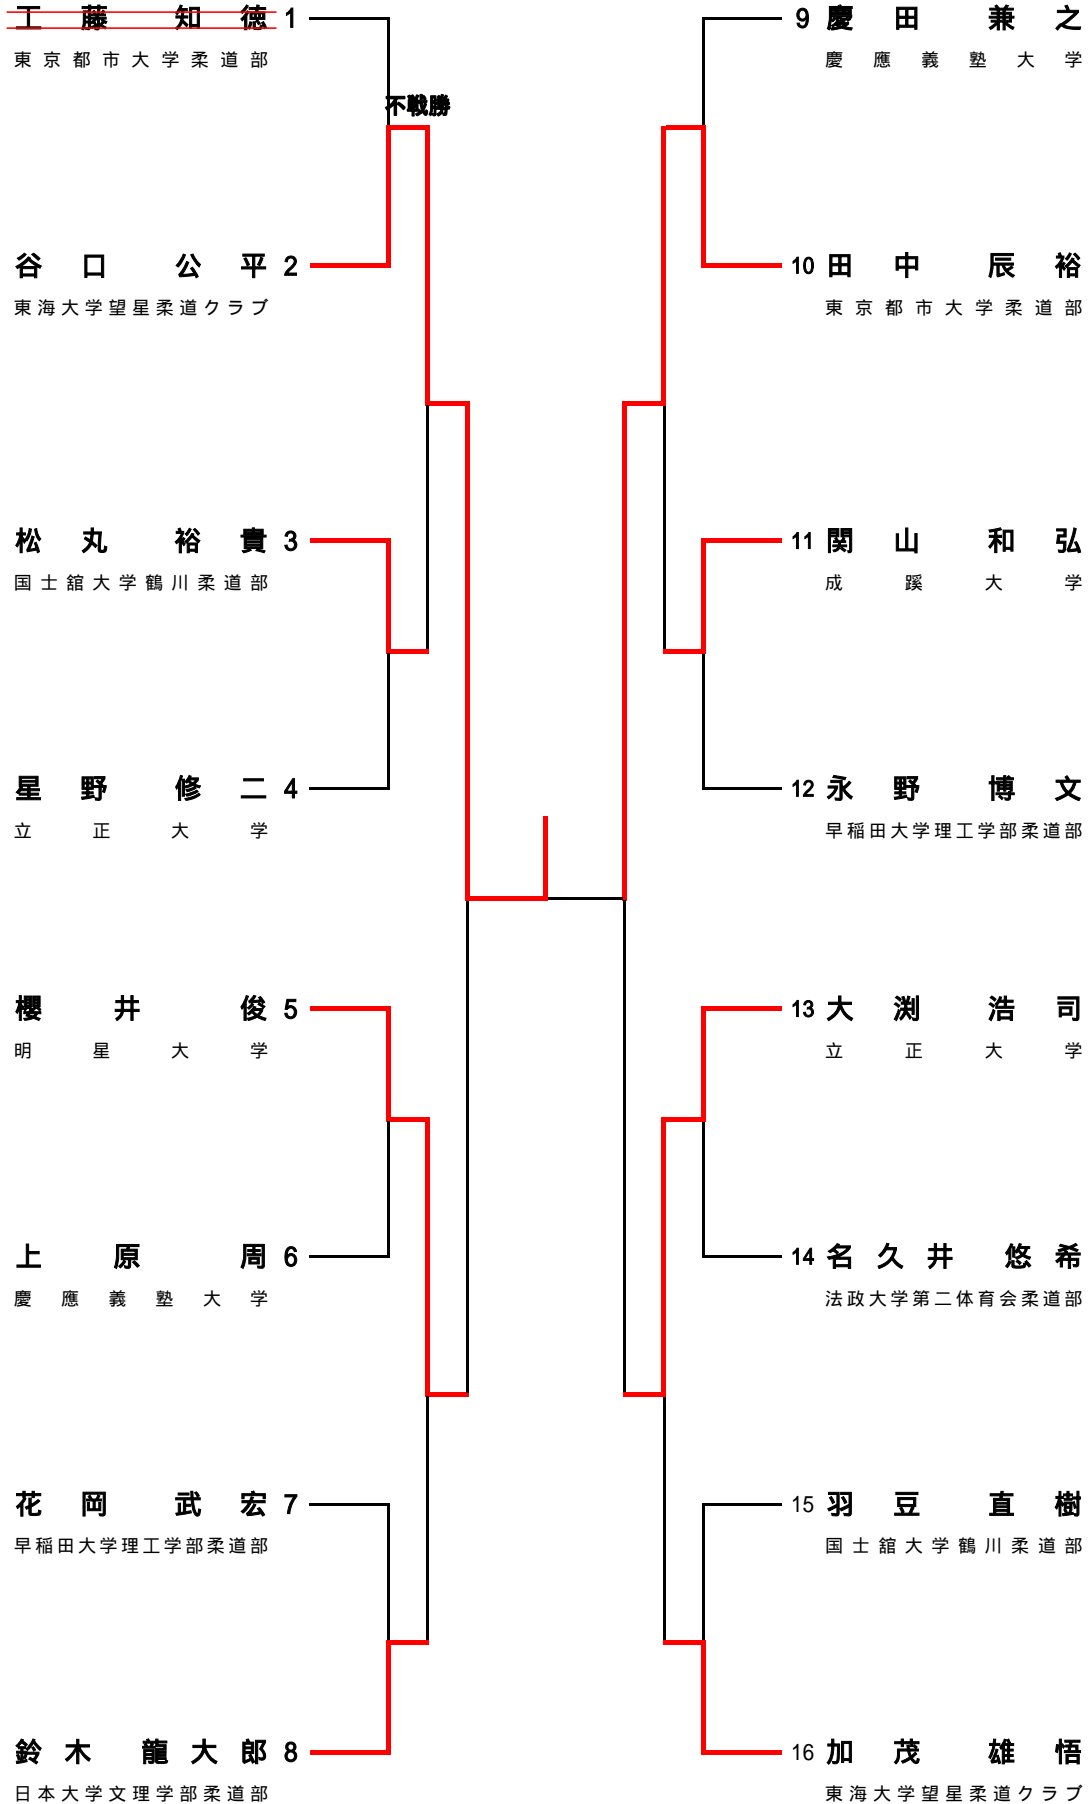 工藤 知徳 1
東京都市大学柔道部
不戦勝
谷口 公平 2
東海大学望星柔道クラブ
松丸 裕貴 3
国士舘大学鶴川柔道部
星野 修二 4
立正大学
櫻井 俊 5
明星大学
上原 周 6
慶應義塾大学
花岡 武宏 7
早稲田大学理工学部柔道部
鈴木 龍大郎 8
日本大学文理学部柔道部
9 慶田 兼之
慶應義塾大学
10 田中 辰裕
東京都市大学柔道部
11 関山 和弘
成蹊大学
12 永野 博文
早稲田大学理工学部柔道部
13 大渕 浩司
立正大学
14 名久井 悠希
法政大学第二体育会柔道部
15 羽豆 直樹
国士舘大学鶴川柔道部
16 加茂 雄悟
東海大学望星柔道クラブ